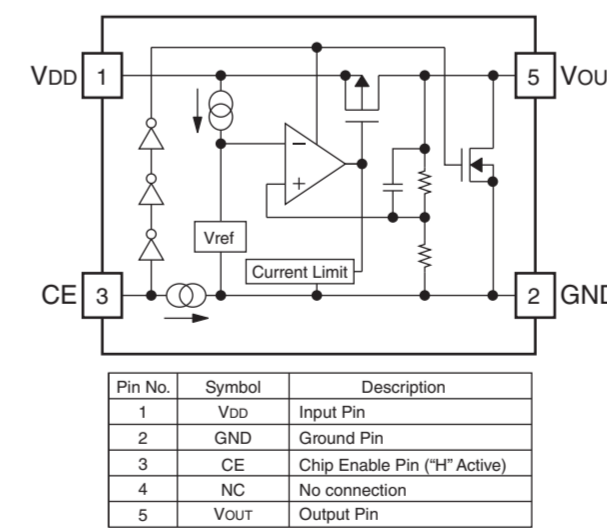 VDD 1
5 VOU
−
+
Vref
Current Limit
CE 3
2 GND
Pin No. Symbol Description
1 VDD Input Pin
2 GND Ground Pin
3 CE Chip Enable Pin (“H” Active)
4 NC No connection
5 VOUT Output Pin